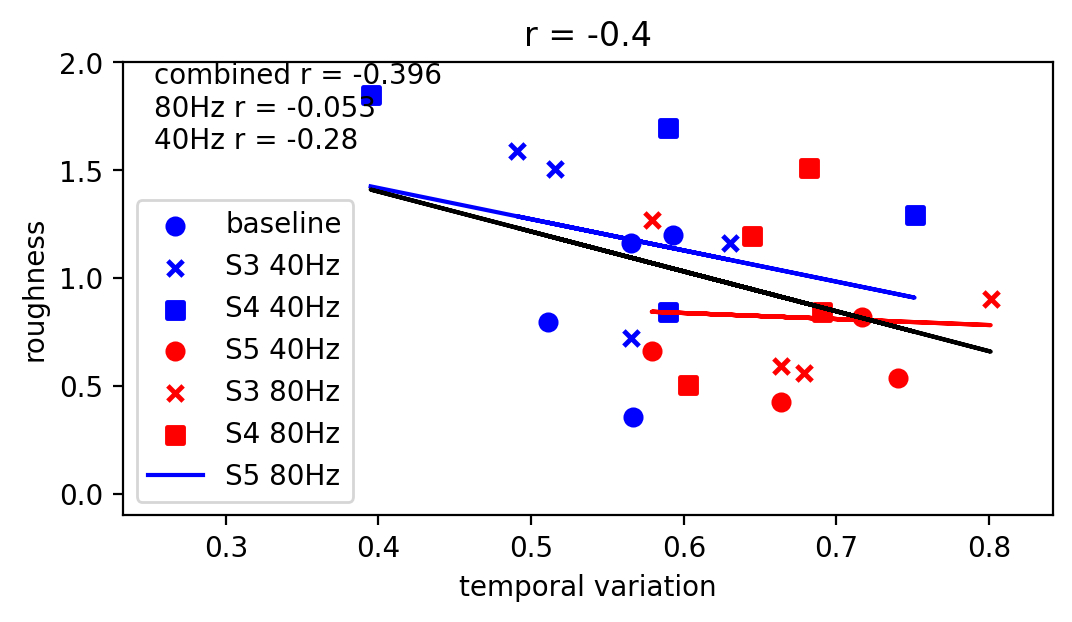 r = -0.4
combined r = -0.396
80Hz r = -0.053
40Hz r = -0.28
2.0
1.5
1.0
0.5
0.0
roughness
baseline
S3 40Hz
S4 40Hz
S5 40Hz
S3 80Hz
S4 80Hz
S5 80Hz
0.3 0.4 0.5 0.6 0.7 0.8
temporal variation